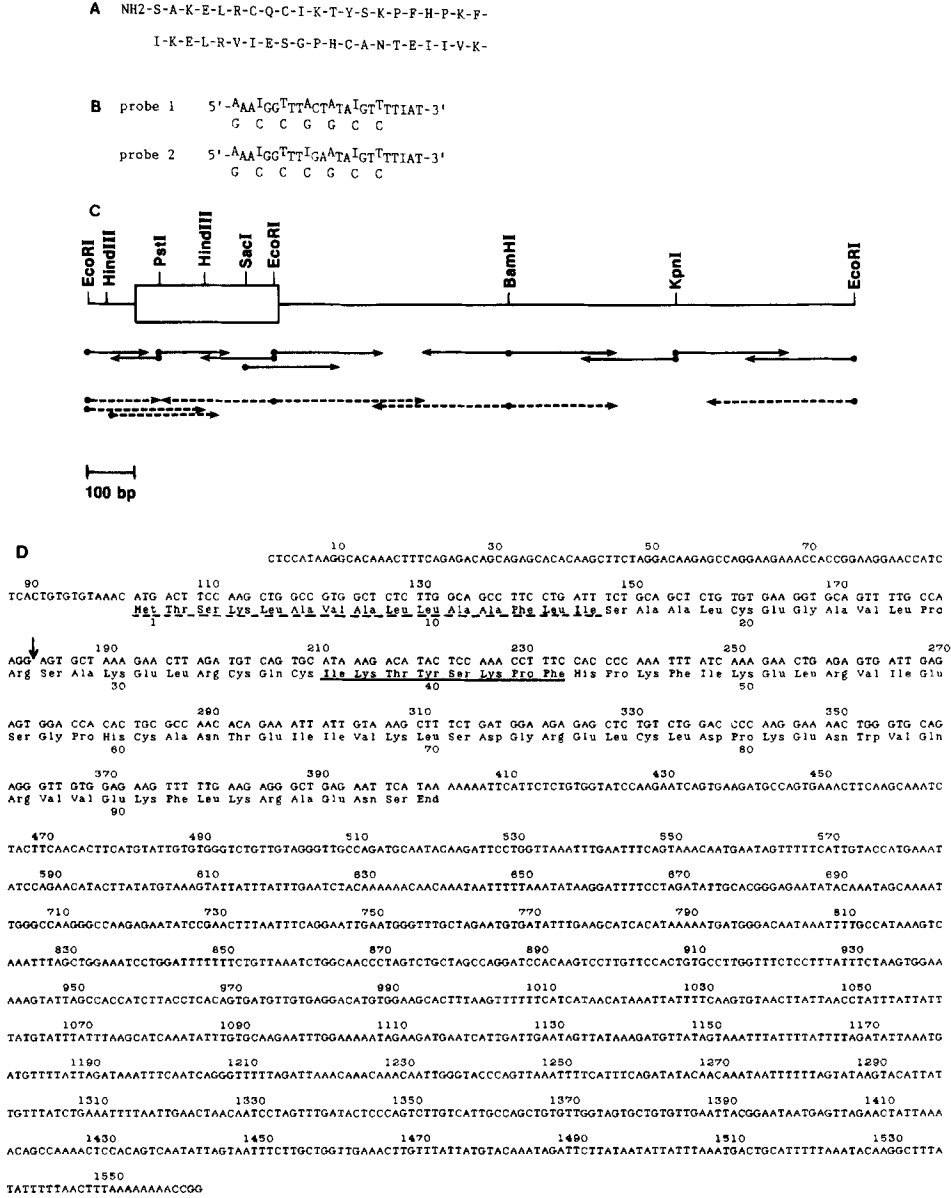 A NH2-S-A-K-E-L-R-C-Q-C-I-K-T-Y-S-K-P-F-H-P-K-F-
I-K-E-L-R-V-I-E-S-G-P-H-C-A-N-T-E-I-I-V-K-
B probe 1 5'-AAAIGGTTTACTATAIGTTTTIAT-3'
G C C G G C C
probe 2 5'-AAAIGGTTTIGAATAIGTTTTIAT-3'
G C C C G C C
C
EcoRI HindIII PstI HindIII SacI EcoRI BamHI KpnI EcoRI
100 bp
D
10 30 50 70
CTCCATAAGGCACAAACTTTCAGAGACAGCAGAGCACACAAGCTTCTAGGACAAGAGCCAGGAAGAAACCACCGGAAGGAACCATC
90 110 130 150 170
TCACTGTGTGTAAAC ATG ACT TCC AAG CTG GCC GTG GCT CTC TTG GCA GCC TTC CTG ATT TCT GCA GCT CTG TGT GAA GGT GCA GTT TTG CCA
Met Thr Ser Lys Leu Ala Val Ala Leu Leu Ala Ala Phe Leu Ile Ser Ala Ala Leu Cys Glu Gly Ala Val Leu Pro
1 10 20
190 210 230 250 270
AGG AGT GCT AAA GAA CTT AGA TGT CAG TGC ATA AAG ACA TAC TCC AAA CCT TTC CAC CCC AAA TTT ATC AAA GAA CTG AGA GTG ATT GAG
Arg Ser Ala Lys Glu Leu Arg Cys Gln Cys Ile Lys Thr Tyr Ser Lys Pro Phe His Pro Lys Phe Ile Lys Glu Leu Arg Val Ile Glu
30 40 50
290 310 330 350
AGT GGA CCA CAC TGC GCC AAC ACA GAA ATT ATT GTA AAG CTT TCT GAT GGA AGA GAG CTC TGT CTG GAC CCC AAG GAA AAC TGG GTG CAG
Ser Gly Pro His Cys Ala Asn Thr Glu Ile Ile Val Lys Leu Ser Asp Gly Arg Glu Leu Cys Leu Asp Pro Lys Glu Asn Trp Val Gln
60 70 80
370 390 410 430 450
AGG GTT GTG GAG AAG TTT TTG AAG AGG GCT GAG AAT TCA TAA AAAAATTCATTCTCTGTGGTATCCAAGAATCAGTGAAGATGCCAGTGAAACTTCAAGCAAATC
Arg Val Val Glu Lys Phe Leu Lys Arg Ala Glu Asn Ser End
90
470 490 510 530 550 570
TACTTCAACACTTCATGTATTGTGTGGGTCTGTTGTAGGGTTGCCAGATGCAATACAAGATTCCTGGTTAAATTTGAATTTCAGTAAACAATGAATAGTTTTTCATTGTACCATGAAAT
590 610 630 650 670 690
ATCCAGAACATACTTATATGTAAAGTATTATTTATTTGAATCTACAAAAAACAACAAATAATTTTTAAATATAAGGATTTTCCTAGATATTGCACGGGAGAATATACAAATAGCAAAAT
710 730 750 770 790 810
TGGGCCAAGGGCCAAGAGAATATCCGAACTTTAATTTCAGGAATTGAATGGGTTTGCTAGAATGTGATATTTGAAGCATCACATAAAAATGATGGGACAATAAATTTTGCCATAAAGTC
830 850 870 890 910 930
AAATTTAGCTGGAAATCCTGGATTTTTTTCTGTTAAATCTGGCAACCCTAGTCTGCTAGCCAGGATCCACAAGTCCTTGTTCCACTGTGCCTTGGTTTCTCCTTTATTTCTAAGTGGAA
950 970 990 1010 1030 1050
AAAGTATTAGCCACCATCTTACCTCACAGTGATGTTGTGAGGACATGTGGAAGCACTTTAAGTTTTTTCATCATAACATAAATTATTTTCAAGTGTAACTTATTAACCTATTTATTATT
1070 1090 1110 1130 1150 1170
TATGTATTTATTTAAGCATCAAATATTTGTGCAAGAATTTGGAAAAATAGAAGATGAATCATTGATTGAATAGTTATAAAGATGTTATAGTAAATTTATTTTATTTTAGATATTAAATG
1190 1210 1230 1250 1270 1290
ATGTTTTATTAGATAAATTTCAATCAGGGTTTTTAGATTAAACAAACAAACAATTGGGTACCCAGTTAAATTTTCATTTCAGATATACAACAAATAATTTTTTAGTATAAGTACATTAT
1310 1330 1350 1370 1390 1410
TGTTTATCTGAAATTTTAATTGAACTAACAATCCTAGTTTGATACTCCCAGTCTTGTCATTGCCAGCTGTGTTGGTAGTGCTGTGTTGAATTACGGAATAATGAGTTAGAACTATTAAA
1430 1450 1470 1490 1510 1530
ACAGCCAAAACTCCACAGTCAATATTAGTAATTTCTTGCTGGTTGAAACTTGTTTATTATGTACAAATAGATTCTTATAATATTATTTAAATGACTGCATTTTTAAATACAAGGCTTTA
1550
TATTTTTAACTTTAAAAAAAACCGG